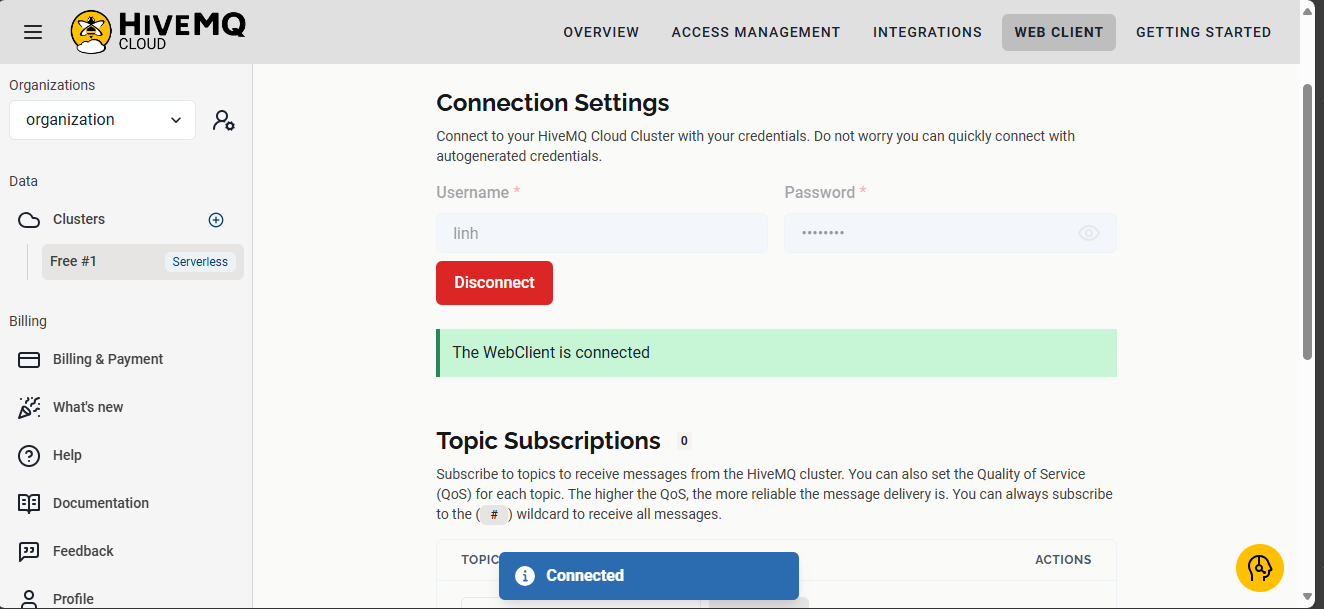 HIVEMQ
CLOUD
OVERVIEW
ACCESS MANAGEMENT
INTEGRATIONS
WEB CLIENT
GETTING STARTED
Organizations
organization
Data
Clusters
Free #1
Serverless
Billing
Billing & Payment
What's new
Help
Documentation
Feedback
Profile
Connection Settings
Connect to your HiveMQ Cloud Cluster with your credentials. Do not worry you can quickly connect with
autogenerated credentials.
Username *
Password *
linh
••••••••
Disconnect
The WebClient is connected
Topic Subscriptions 0
Subscribe to topics to receive messages from the HiveMQ cluster. You can also set the Quality of Service
(QoS) for each topic. The higher the QoS, the more reliable the message delivery is. You can always subscribe
to the ( # ) wildcard to receive all messages.
TOPIC
ACTIONS
Connected